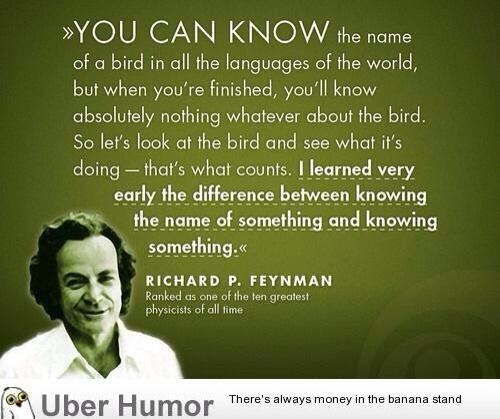 »YOU CAN KNOW the name
of a bird in all the languages of the world,
but when you're finished, you'll know
absolutely nothing whatever about the bird.
So let's look at the bird and see what it's
doing — that's what counts. I learned very
early the difference between knowing
the name of something and knowing
something.«
RICHARD P. FEYNMAN
Ranked as one of the ten greatest
physicists of all time
Uber Humor
There's always money in the banana stand